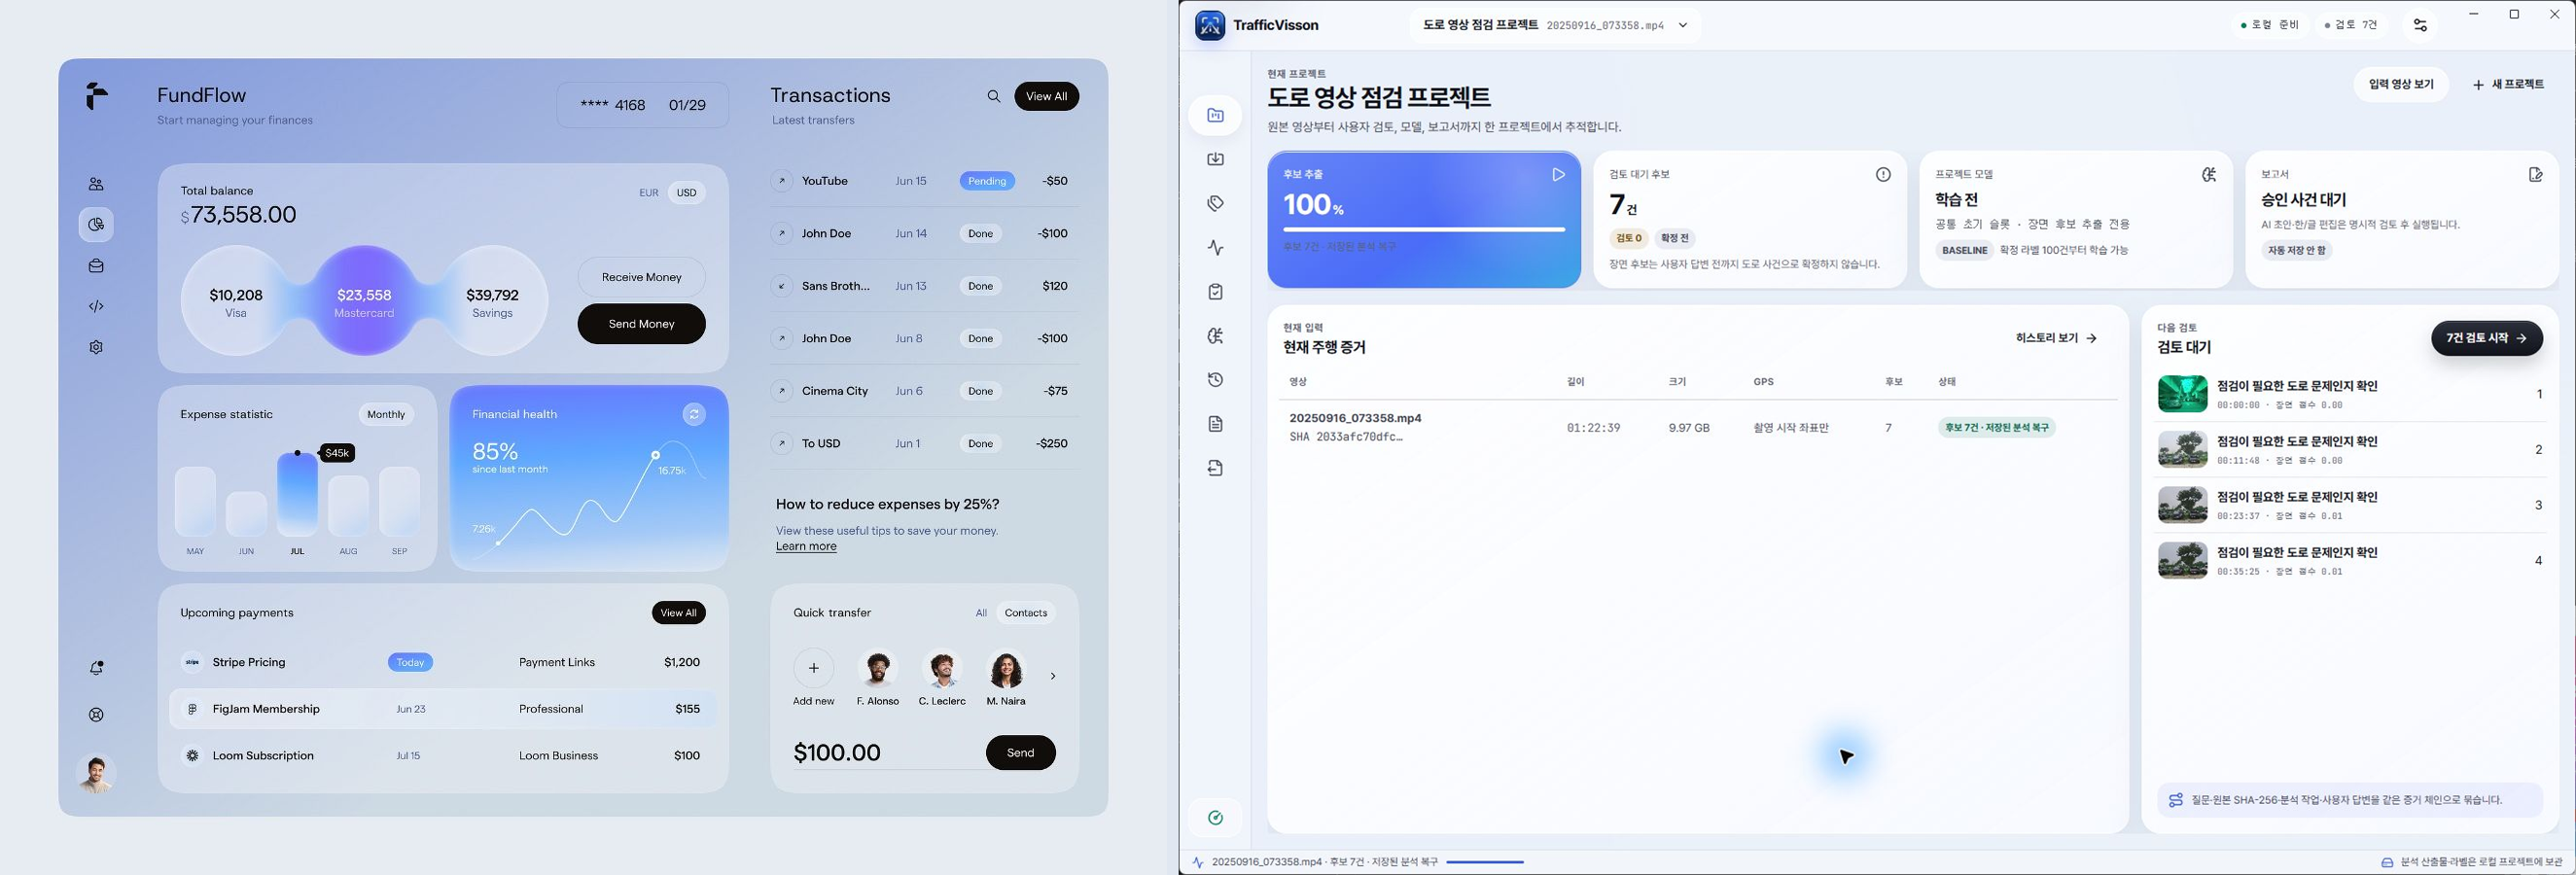 FundFlow
Start managing your finances
**** 4168 01/29
Total balance
$73,558.00
EUR USD
$10,208
Visa
$23,558
Mastercard
$39,792
Savings
Receive Money
Send Money
Expense statistic
Monthly
$45k
MAY JUN JUL AUG SEP
Financial health
85%
since last month
16.75k
7.26k
Upcoming payments
View All
Stripe Pricing Today Payment Links $1,200
FigJam Membership Jun 23 Professional $155
Loom Subscription Jul 15 Loom Business $100
Transactions
Latest transfers
View All
YouTube Jun 15 Pending -$50
John Doe Jun 14 Done -$100
Sans Broth... Jun 13 Done $120
John Doe Jun 8 Done -$100
Cinema City Jun 6 Done -$75
To USD Jun 1 Done -$250
How to reduce expenses by 25%?
View these useful tips to save your money.
Learn more
Quick transfer
All Contacts
Add new F. Alonso C. Leclerc M. Naira
$100.00
Send
TrafficVisson
도로 영상 점검 프로젝트 20250916_073358.mp4
로컬 준비
검토 7건
현재 프로젝트
도로 영상 점검 프로젝트
원본 영상부터 사용자 검토, 모델, 보고서까지 한 프로젝트에서 추적합니다.
입력 영상 보기
새 프로젝트
후보 추출
100%
후보 7건 · 저장된 분석 복구
검토 대기 후보
7건
검토 0 확정 전
장면 후보는 사용자 답변 전까지 도로 사건으로 확정하지 않습니다.
프로젝트 모델
학습 전
공통 초기 슬롯 · 장면 후보 추출 전용
BASELINE 확정 라벨 100건부터 학습 가능
보고서
승인 사건 대기
AI 초안·한/글 편집은 명시적 검토 후 실행됩니다.
자동 저장 안 함
현재 입력
현재 주행 증거
히스토리 보기
영상 길이 크기 GPS 후보 상태
20250916_073358.mp4
SHA 2033afc70dfc…
01:22:39 9.97 GB 촬영 시작 좌표만 7 후보 7건 · 저장된 분석 복구
다음 검토
검토 대기
7건 검토 시작
점검이 필요한 도로 문제인지 확인 1
00:00:00 · 장면 점수 0.00
점검이 필요한 도로 문제인지 확인 2
00:11:48 · 장면 점수 0.00
점검이 필요한 도로 문제인지 확인 3
00:23:37 · 장면 점수 0.01
점검이 필요한 도로 문제인지 확인 4
00:35:25 · 장면 점수 0.01
질문·원본 SHA-256·분석 작업·사용자 답변을 같은 증거 체인으로 묶습니다.
20250916_073358.mp4 · 후보 7건 · 저장된 분석 복구
분석 산출물·라벨은 로컬 프로젝트에 보관